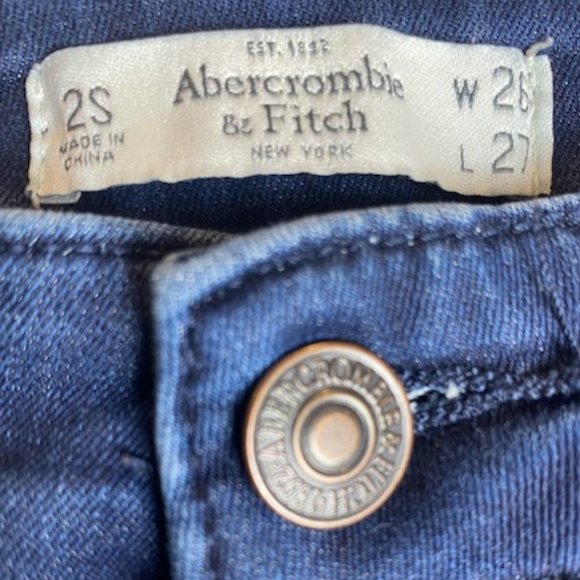 EST. 1892
Abercrombie
& Fitch
NEW YORK
2S
MADE IN
CHINA
W 26
L 27
ABERCROMBIE & FITCH 1892